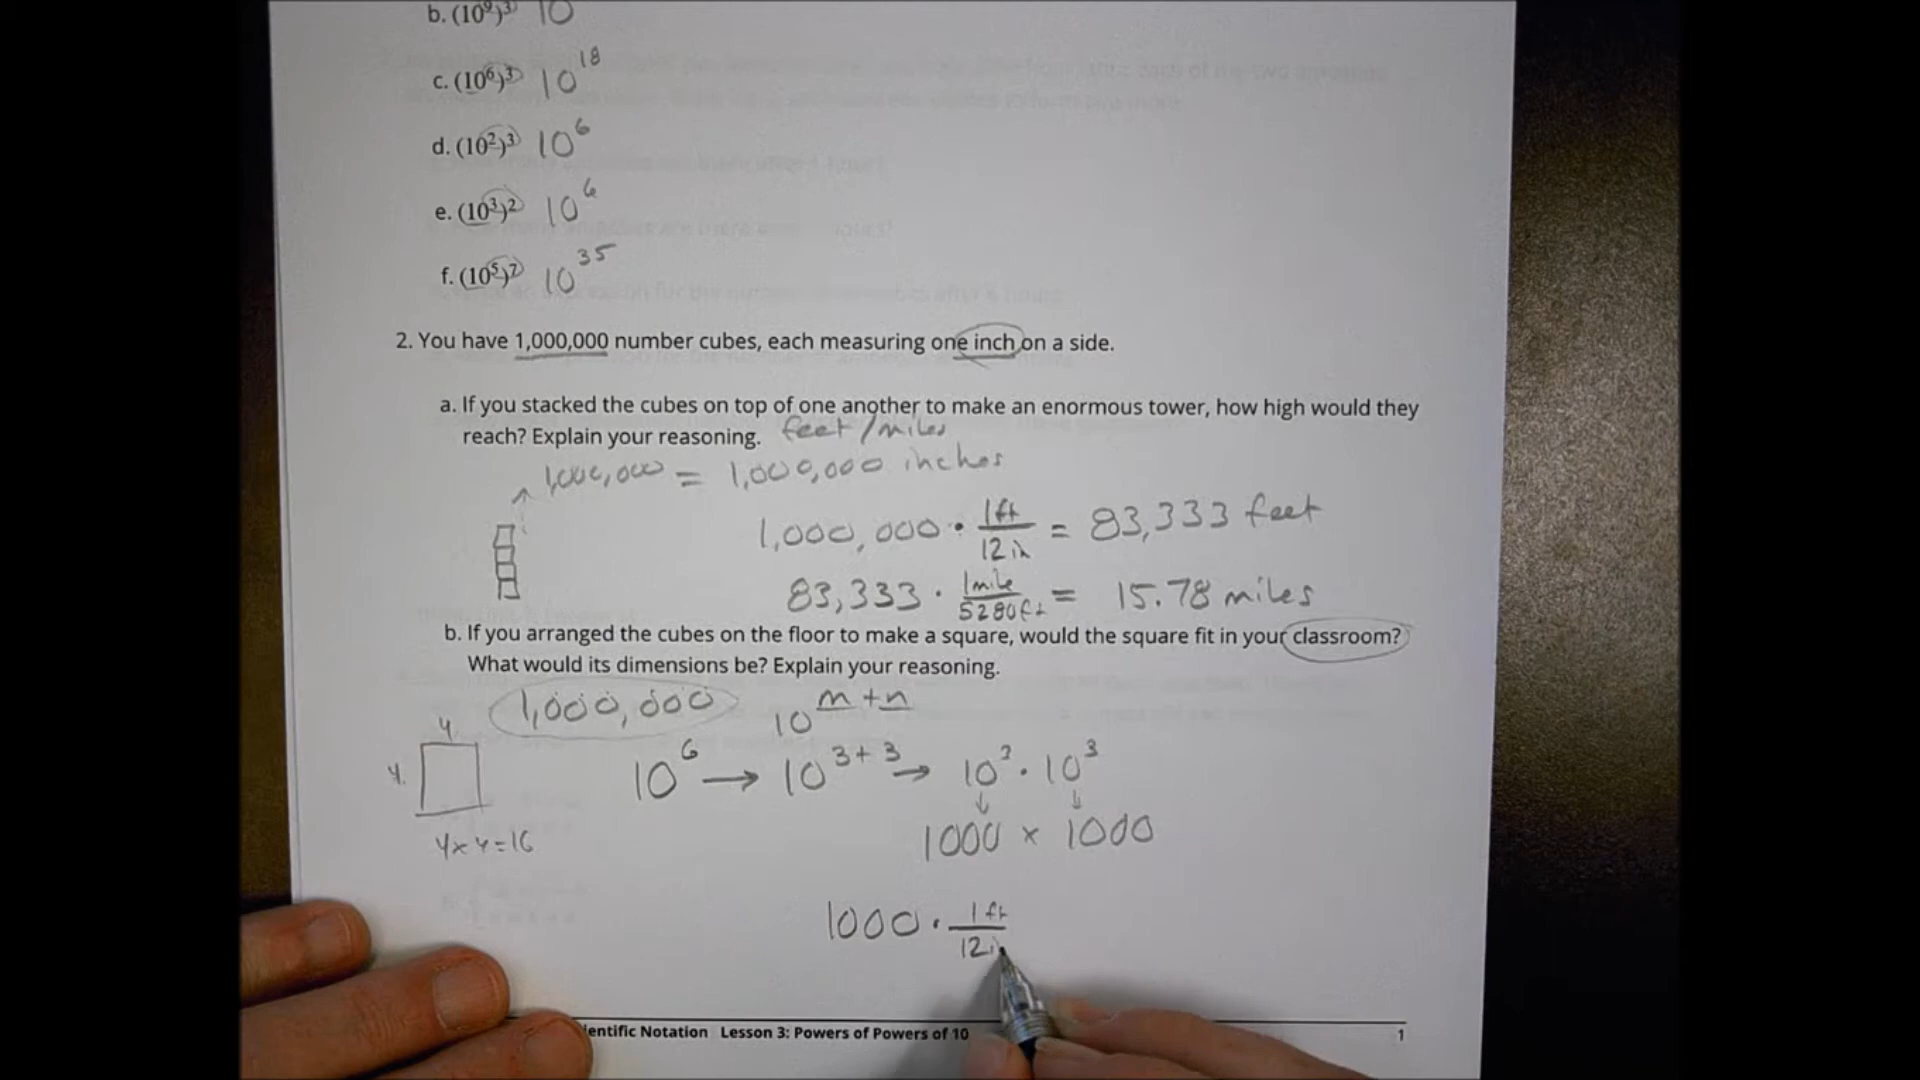 b. (10⁹)³ 10
c. (10⁶)³ 10¹⁸
d. (10²)³ 10⁶
e. (10³)² 10⁶
f. (10⁵)⁷ 10³⁵
2. You have 1,000,000 number cubes, each measuring one inch on a side.
a. If you stacked the cubes on top of one another to make an enormous tower, how high would they
reach? Explain your reasoning. feet/miles
1,000,000 = 1,000,000 inches
1,000,000 · 1ft/12in = 83,333 feet
83,333 · 1mile/5280ft = 15.78 miles
b. If you arranged the cubes on the floor to make a square, would the square fit in your classroom?
What would its dimensions be? Explain your reasoning.
1,000,000 10ᵐ⁺ⁿ
4
4
10⁶ → 10³⁺³ → 10³ · 10³
4x4=16
1000 x 1000
1000 · 1ft/12in
entific Notation Lesson 3: Powers of Powers of 10 1